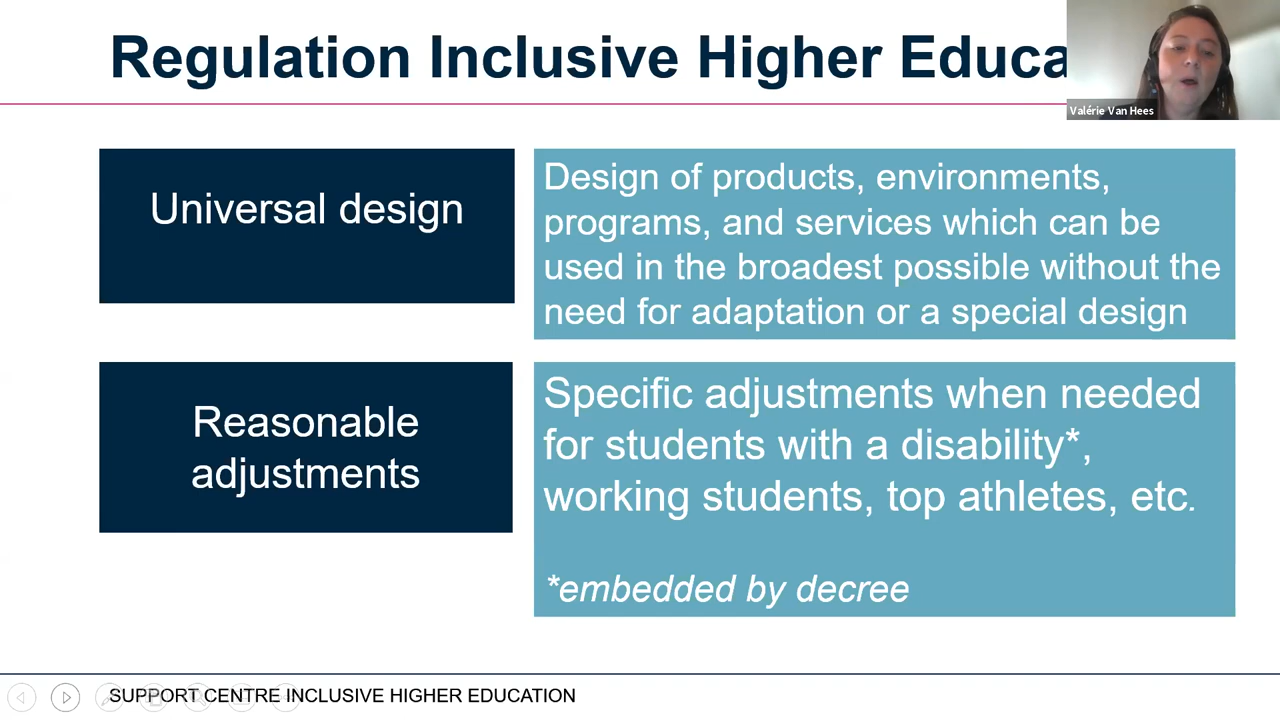 Regulation Inclusive Higher Educa
Valérie Van Hees
Universal design
Design of products, environments,
programs, and services which can be
used in the broadest possible without the
need for adaptation or a special design
Reasonable
adjustments
Specific adjustments when needed
for students with a disability*,
working students, top athletes, etc.
*embedded by decree
SUPPORT CENTRE INCLUSIVE HIGHER EDUCATION